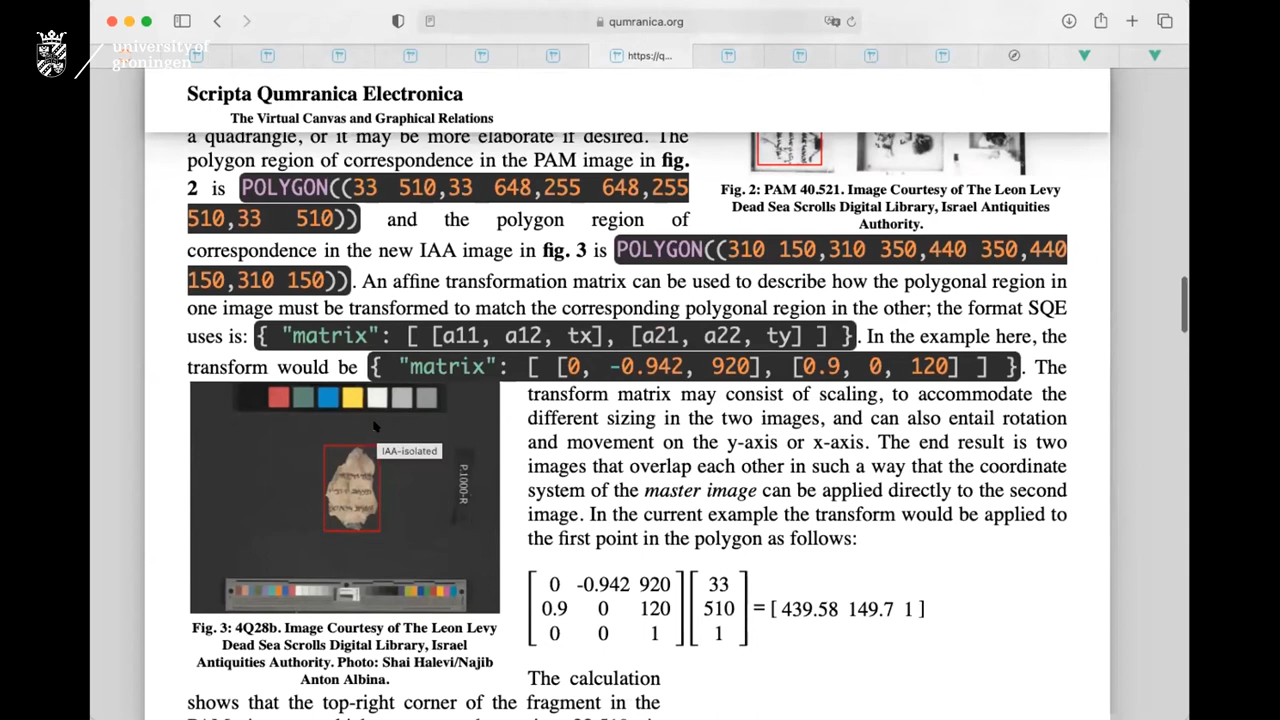 university of
groningen
qumranica.org
https://q...
Scripta Qumranica Electronica
The Virtual Canvas and Graphical Relations
a quadrangle, or it may be more elaborate if desired. The
polygon region of correspondence in the PAM image in fig.
2 is POLYGON((33 510,33 648,255 648,255
510,33 510)) and the polygon region of
correspondence in the new IAA image in fig. 3 is POLYGON((310 150,310 350,440 350,440
150,310 150)). An affine transformation matrix can be used to describe how the polygonal region in
one image must be transformed to match the corresponding polygonal region in the other; the format SQE
uses is: { "matrix": [ [a11, a12, tx], [a21, a22, ty] ] }. In the example here, the
transform would be { "matrix": [ [0, -0.942, 920], [0.9, 0, 120] ] }. The
Fig. 2: PAM 40.521. Image Courtesy of The Leon Levy
Dead Sea Scrolls Digital Library, Israel Antiquities
Authority.
IAA-isolated
P.1000-R
Fig. 3: 4Q28b. Image Courtesy of The Leon Levy
Dead Sea Scrolls Digital Library, Israel
Antiquities Authority. Photo: Shai Halevi/Najib
Anton Albina.
transform matrix may consist of scaling, to accommodate the
different sizing in the two images, and can also entail rotation
and movement on the y-axis or x-axis. The end result is two
images that overlap each other in such a way that the coordinate
system of the master image can be applied directly to the second
image. In the current example the transform would be applied to
the first point in the polygon as follows:
0 -0.942 920 33
0.9 0 120 510 = [ 439.58 149.7 1 ]
0 0 1 1
The calculation
shows that the top-right corner of the fragment in the